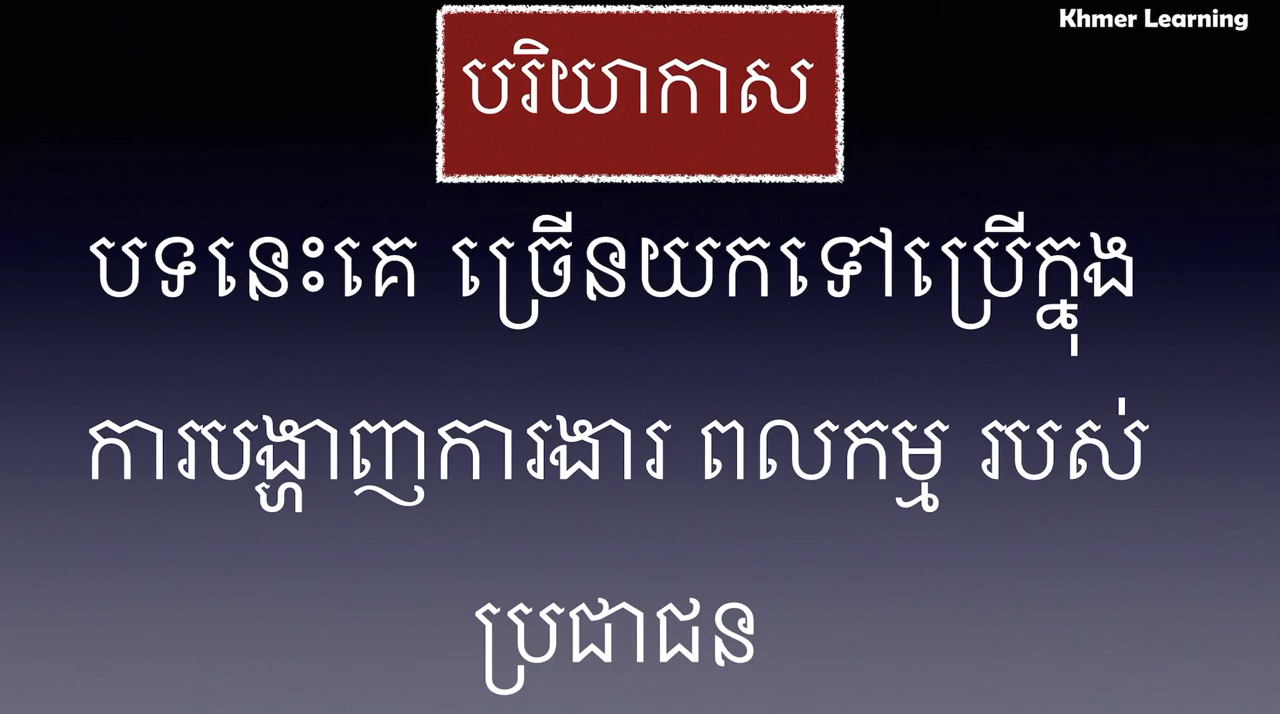 Khmer Learning
បរិយាកាស
បទនេះគេ ច្រើនយកទៅប្រើក្នុង
ការបង្ហាញការងារ ពលកម្ម របស់
ប្រជាជន